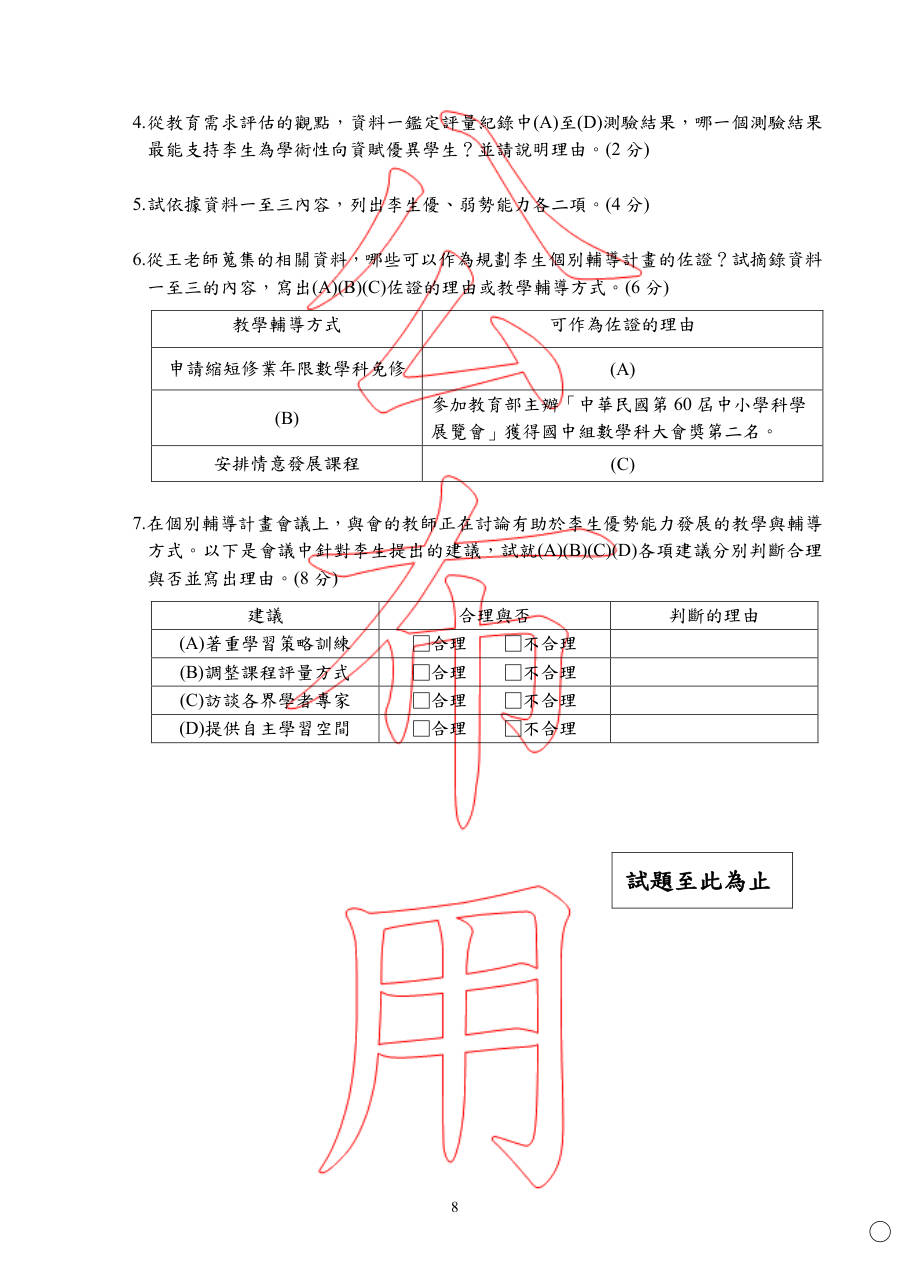 4.從教育需求評估的觀點，資料一鑑定評量紀錄中(A)至(D)測驗結果，哪一個測驗結果
最能支持李生為學術性向資賦優異學生？並請說明理由。(2 分)
5.試依據資料一至三內容，列出李生優、弱勢能力各二項。(4 分)
6.從王老師蒐集的相關資料，哪些可以作為規劃李生個別輔導計畫的佐證？試摘錄資料
一至三的內容，寫出(A)(B)(C)佐證的理由或教學輔導方式。(6 分)
教學輔導方式 可作為佐證的理由
申請縮短修業年限數學科免修 (A)
(B) 參加教育部主辦「中華民國第 60 屆中小學科學
展覽會」獲得國中組數學科大會獎第二名。
安排情意發展課程 (C)
7.在個別輔導計畫會議上，與會的教師正在討論有助於李生優勢能力發展的教學與輔導
方式。以下是會議中針對李生提出的建議，試就(A)(B)(C)(D)各項建議分別判斷合理
與否並寫出理由。(8 分)
建議 合理與否 判斷的理由
(A)著重學習策略訓練 □合理 □不合理
(B)調整課程評量方式 □合理 □不合理
(C)訪談各界學者專家 □合理 □不合理
(D)提供自主學習空間 □合理 □不合理
試題至此為止
公布用
8